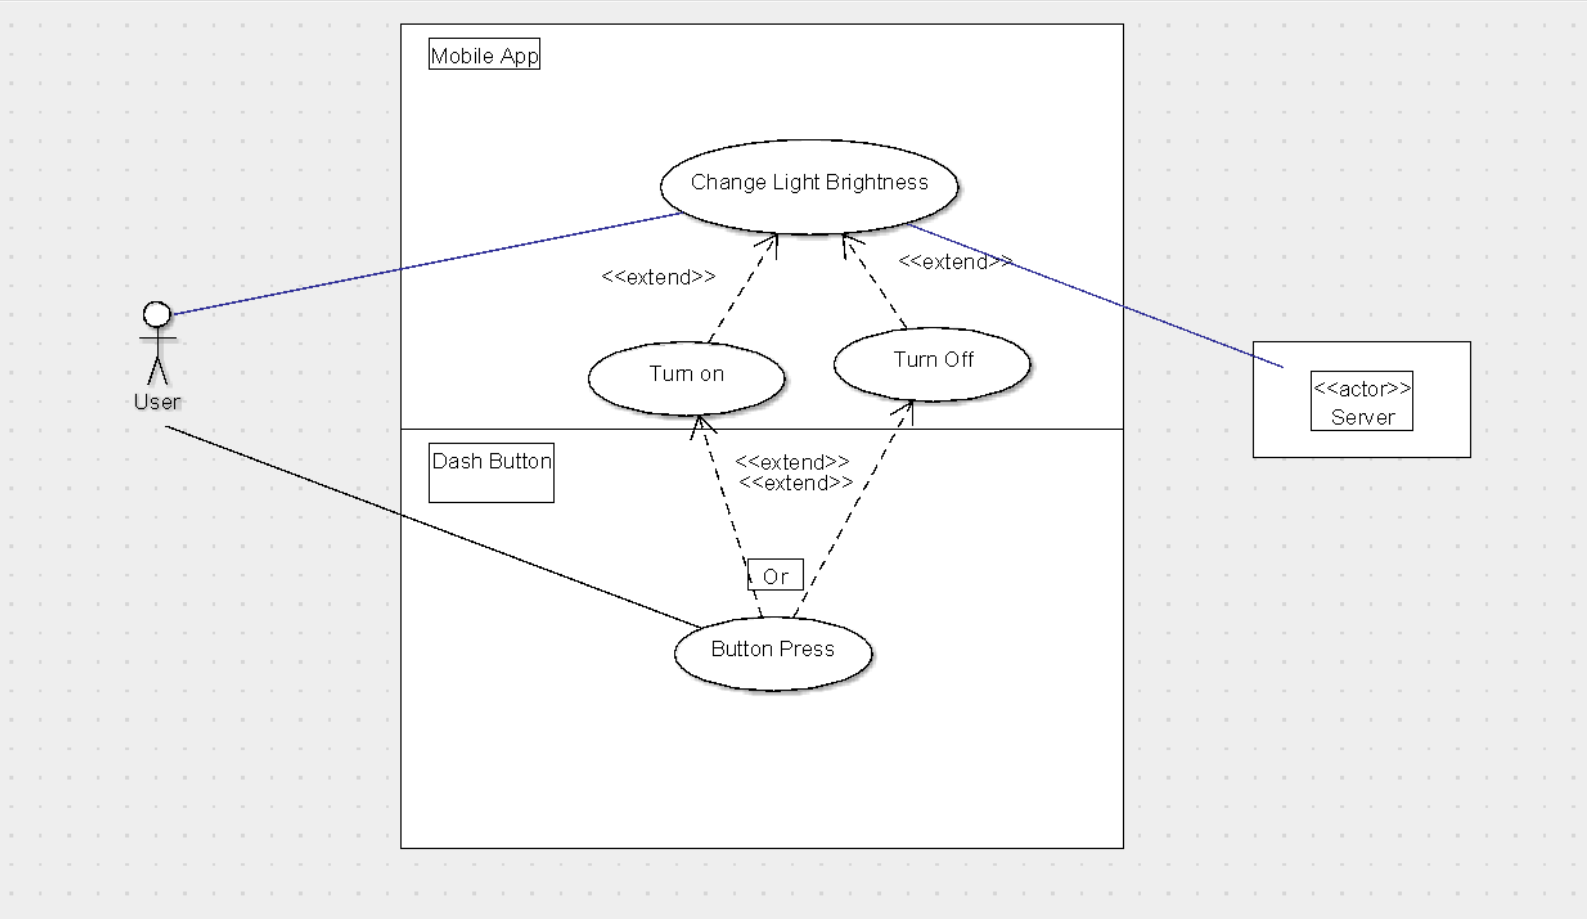 Mobile App
Change Light Brightness
<<extend>>
<<extend>>
Turn on
Turn Off
User
<<actor>>
Server
Dash Button
<<extend>>
<<extend>>
Or
Button Press